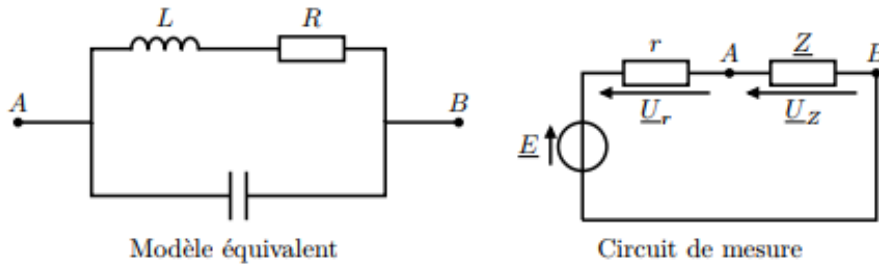 L R
A B
Modèle équivalent
r A Z B
U_r U_Z
E
Circuit de mesure